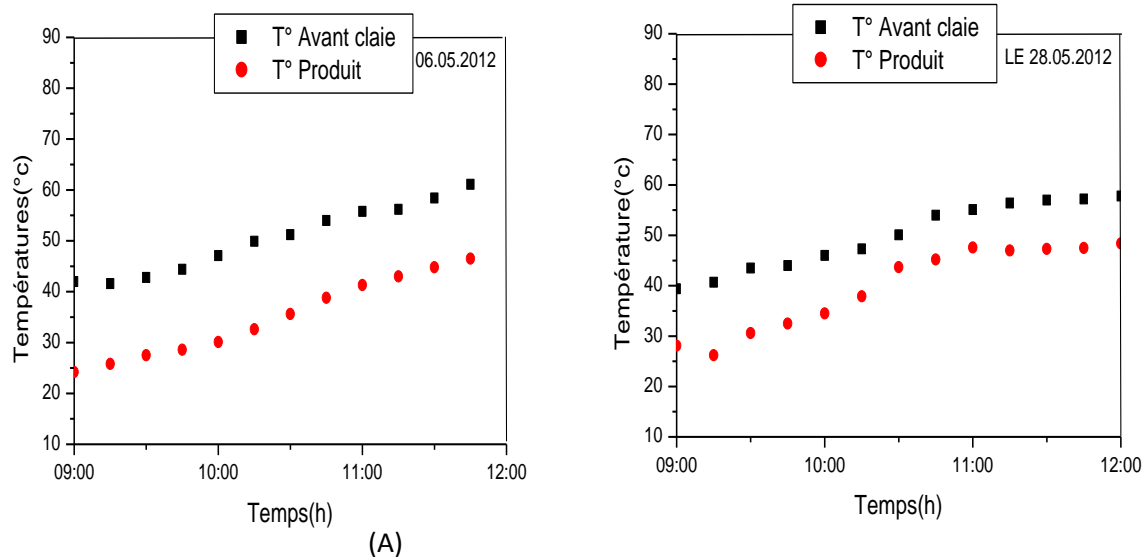 T° Avant claie
T° Produit
06.05.2012
Températures(°c)
90
80
70
60
50
40
30
20
10
09:00 10:00 11:00 12:00
Temps(h)
(A)
T° Avant claie
T° Produit
LE 28.05.2012
Température(°c)
90
80
70
60
50
40
30
20
10
09:00 10:00 11:00 12:00
Temps(h)